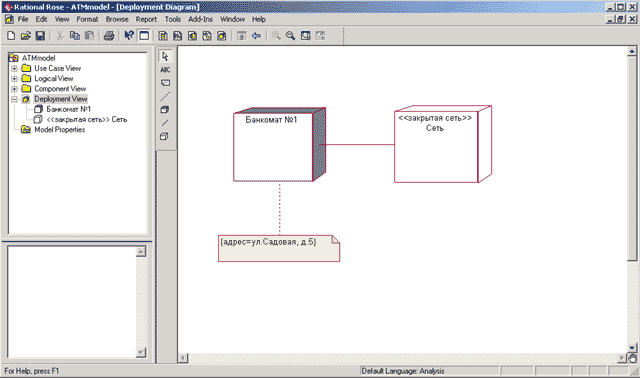 Rational Rose - ATMmodel - [Deployment Diagram]
File Edit View Format Browse Report Tools Add-Ins Window Help
ATMmodel
Use Case View
Logical View
Component View
Deployment View
Банкомат №1
<<закрытая сеть>> Сеть
Model Properties
ABC
Банкомат №1
<<закрытая сеть>>
Сеть
{адрес=ул.Садовая, д.5}
For Help, press F1
Default Language: Analysis